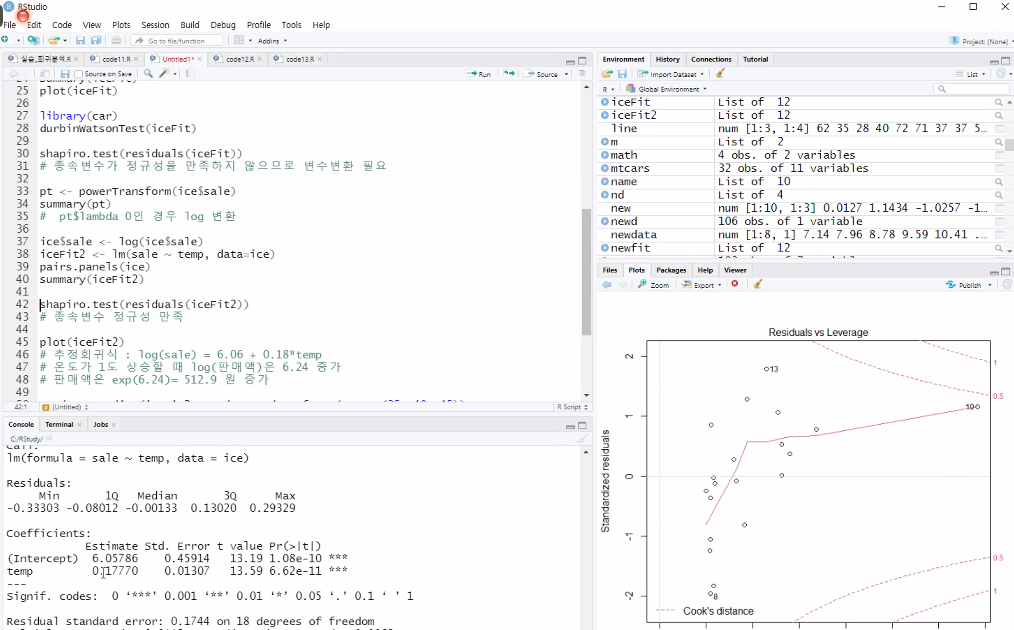 RStudio
File Edit Code View Plots Session Build Debug Profile Tools Help
Go to file/function Addins Project: (None)
실습_회귀분석.R code11.R Untitled1* code12.R code13.R
Source on Save Run Source
25 plot(iceFit)
26
27 library(car)
28 durbinWatsonTest(iceFit)
29
30 shapiro.test(residuals(iceFit))
31 # 종속변수가 정규성을 만족하지 않으므로 변수변환 필요
32
33 pt <- powerTransform(ice$sale)
34 summary(pt)
35 # pt$lambda 0인 경우 log 변환
36
37 ice$sale <- log(ice$sale)
38 iceFit2 <- lm(sale ~ temp, data=ice)
39 pairs.panels(ice)
40 summary(iceFit2)
41
42 shapiro.test(residuals(iceFit2))
43 # 종속변수 정규성 만족
44
45 plot(iceFit2)
46 # 추정회귀식 : log(sale) = 6.06 + 0.18*temp
47 # 온도가 1도 상승할 때 log(판매액)은 6.24 증가
48 # 판매액은 exp(6.24)= 512.9 원 증가
49
42:1 (Untitled) R Script
Console Terminal Jobs
C:/RStudy/
Call:
lm(formula = sale ~ temp, data = ice)
Residuals:
Min 1Q Median 3Q Max
-0.33303 -0.08012 -0.00133 0.13020 0.29329
Coefficients:
Estimate Std. Error t value Pr(>|t|)
(Intercept) 6.05786 0.45914 13.19 1.08e-10 ***
temp 0.17770 0.01307 13.59 6.62e-11 ***
---
Signif. codes: 0 ‘***’ 0.001 ‘**’ 0.01 ‘*’ 0.05 ‘.’ 0.1 ‘ ’ 1
Residual standard error: 0.1744 on 18 degrees of freedom
Environment History Connections Tutorial
Import Dataset List
R Global Environment
iceFit List of 12
iceFit2 List of 12
line num [1:3, 1:4] 62 35 28 40 72 71 37 37 5…
m List of 2
math 4 obs. of 2 variables
mtcars 32 obs. of 11 variables
name List of 10
nd List of 4
new num [1:10, 1:3] 0.0127 1.1434 -1.0257 -1…
newd 106 obs. of 1 variable
newdata num [1:8, 1] 7.14 7.96 8.78 9.59 10.41 …
newfit List of 12
Files Plots Packages Help Viewer
Zoom Export Publish
Residuals vs Leverage
Standardized residuals
2
1
0
-1
-2
13
10
8
1
0.5
0.5
1
Cook's distance